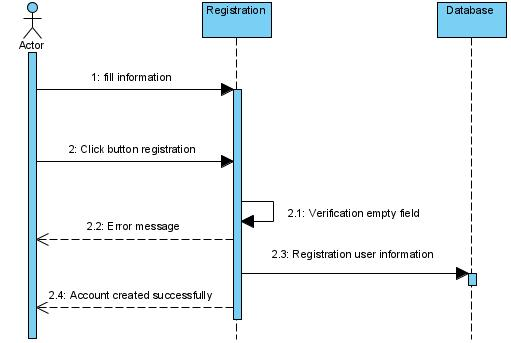 Registration
Database
Actor
1: fill information
2: Click button registration
2.1: Verification empty field
2.2: Error message
2.3: Registration user information
2.4: Account created successfully